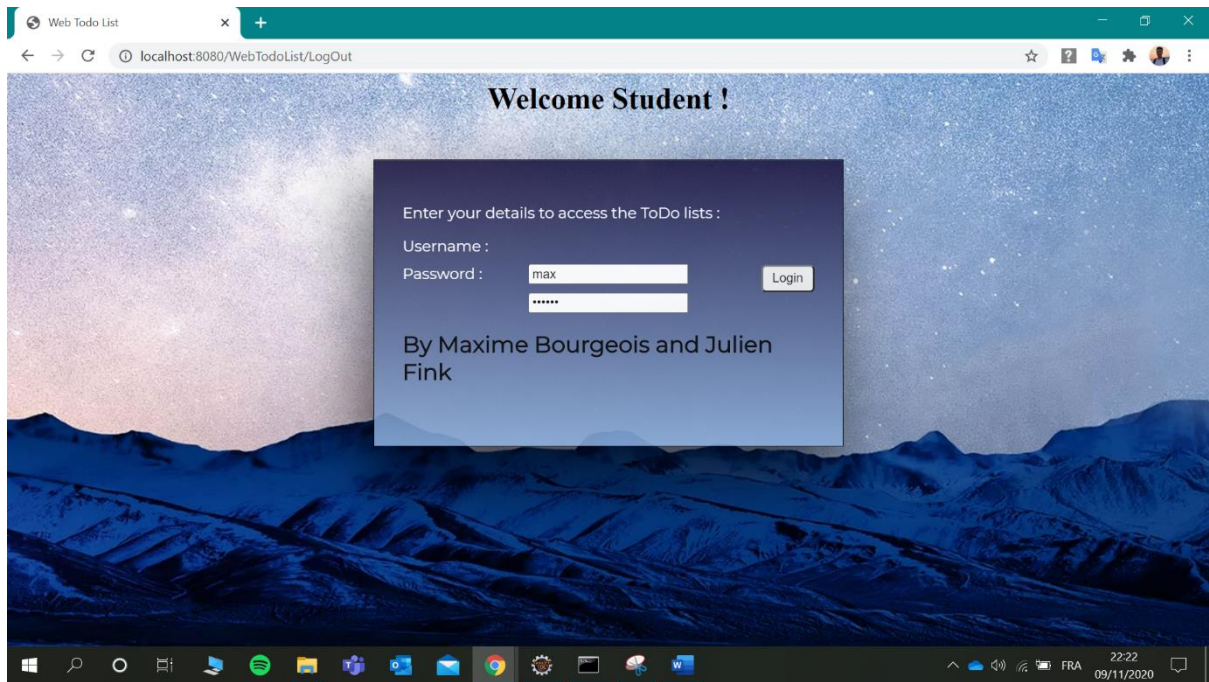 Web Todo List
localhost:8080/WebTodoList/LogOut
Welcome Student !
Enter your details to access the ToDo lists :
Username :
Password :
max
Login
••••••
By Maxime Bourgeois and Julien
Fink
FRA
22:22
09/11/2020